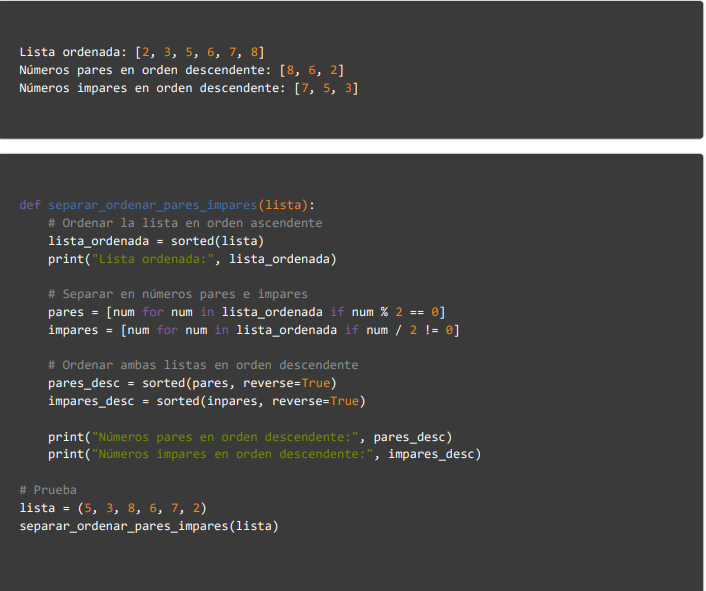 Lista ordenada: [2, 3, 5, 6, 7, 8]
Números pares en orden descendente: [8, 6, 2]
Números impares en orden descendente: [7, 5, 3]
def separar_ordenar_pares_impares(lista):
    # Ordenar la lista en orden ascendente
    lista_ordenada = sorted(lista)
    print("Lista ordenada:", lista_ordenada)
    # Separar en números pares e impares
    pares = [num for num in lista_ordenada if num % 2 == 0]
    impares = [num for num in lista_ordenada if num / 2 != 0]
    # Ordenar ambas listas en orden descendente
    pares_desc = sorted(pares, reverse=True)
    impares_desc = sorted(inpares, reverse=True)
    print("Números pares en orden descendente:", pares_desc)
    print("Números impares en orden descendente:", impares_desc)
# Prueba
lista = (5, 3, 8, 6, 7, 2)
separar_ordenar_pares_impares(lista)